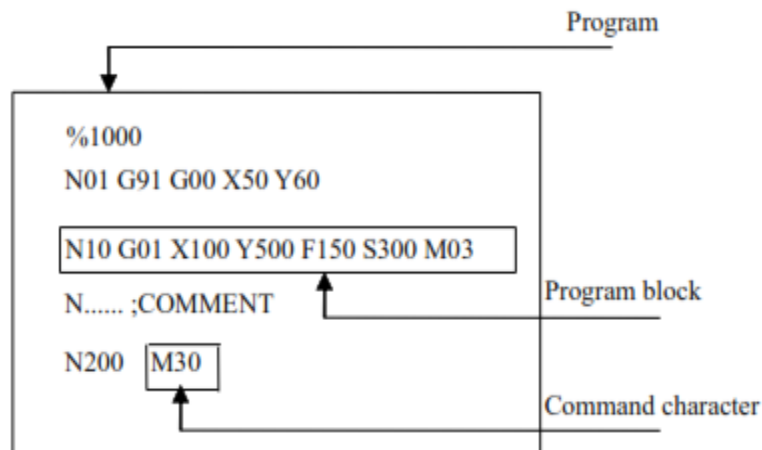 Program
%1000
N01 G91 G00 X50 Y60
N10 G01 X100 Y500 F150 S300 M03
Program block
N...... ;COMMENT
N200 M30
Command character